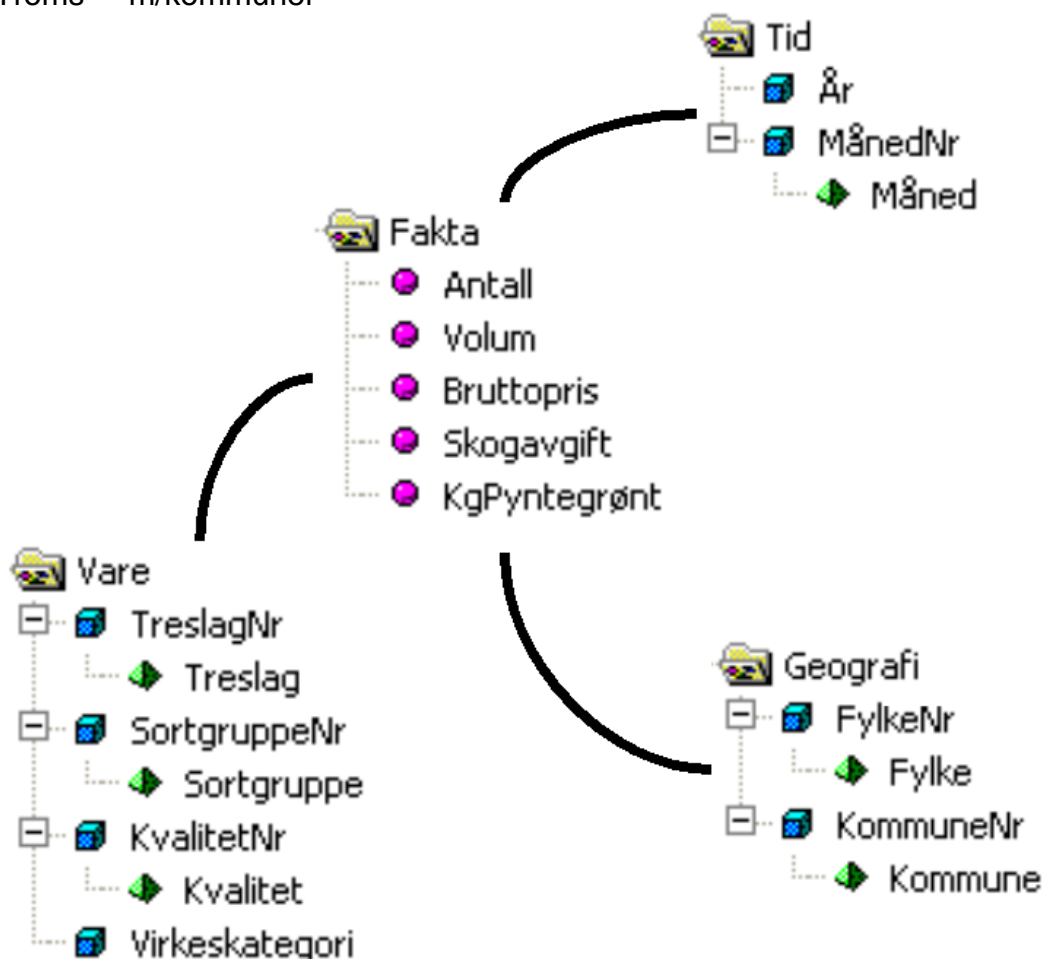 Tid
År
MånedNr
Måned
Fakta
Antall
Volum
Bruttopris
Skogavgift
KgPyntegrønt
Vare
TreslagNr
Treslag
SortgruppeNr
Sortgruppe
KvalitetNr
Kvalitet
Virkeskategori
Geografi
FylkeNr
Fylke
KommuneNr
Kommune